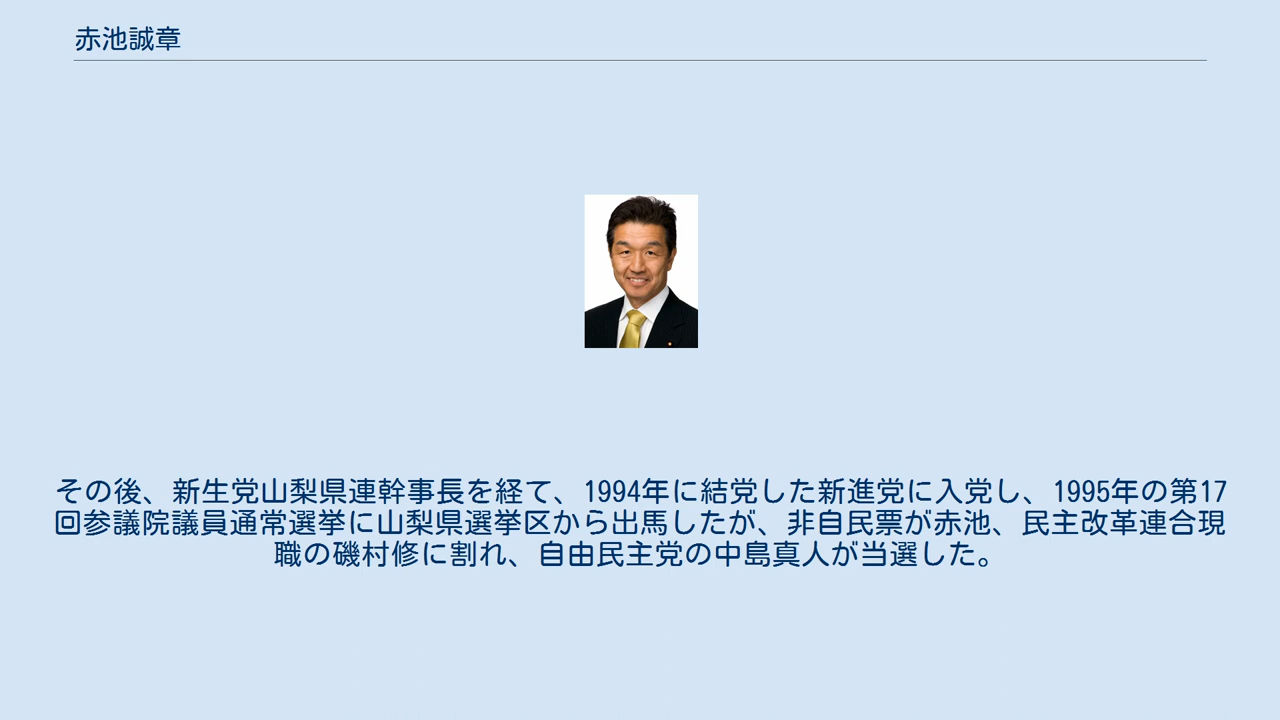 赤池誠章
その後、新生党山梨県連幹事長を経て、1994年に結党した新進党に入党し、1995年の第17
回参議院議員通常選挙に山梨県選挙区から出馬したが、非自民票が赤池、民主改革連合現
職の磯村修に割れ、自由民主党の中島真人が当選した。